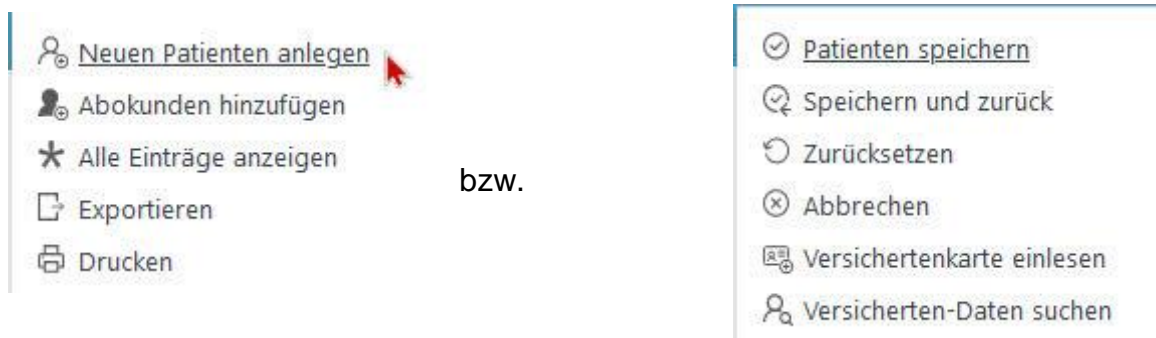 Neuen Patienten anlegen
Abokunden hinzufügen
Alle Einträge anzeigen
Exportieren
Drucken
bzw.
Patienten speichern
Speichern und zurück
Zurücksetzen
Abbrechen
Versichertenkarte einlesen
Versicherten-Daten suchen